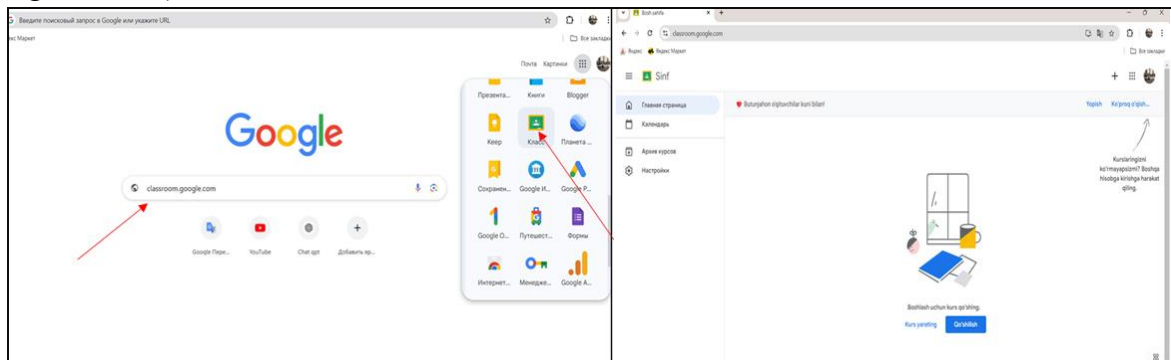 Введите поисковый запрос в Google или укажите URL
Все закладки
Почта Картинки
Google
classroom.google.com
Google Пере... YouTube Chat gpt Добавить яр...
Презента... Книги Blogger
Keep Класс Планета ...
Сохранен... Google И... Google Р...
Google O... Путешест... Формы
Интернет... Менедже... Google A...
Bosh sahifa
classroom.google.com
Яндекс Яндекс Маркет
Все закладки
Sinf
Главная страница
Календарь
Архив курсов
Настройки
Butunjahon o'qituvchilar kuni bilan!
Yopish Ko'proq o'qish...
Kurslaringizni
ko'rmayapsizmi? Boshqa
hisobga kirishga harakat
qiling.
Boshlash uchun kurs qo'shing.
Kurs yarating Qo'shilish